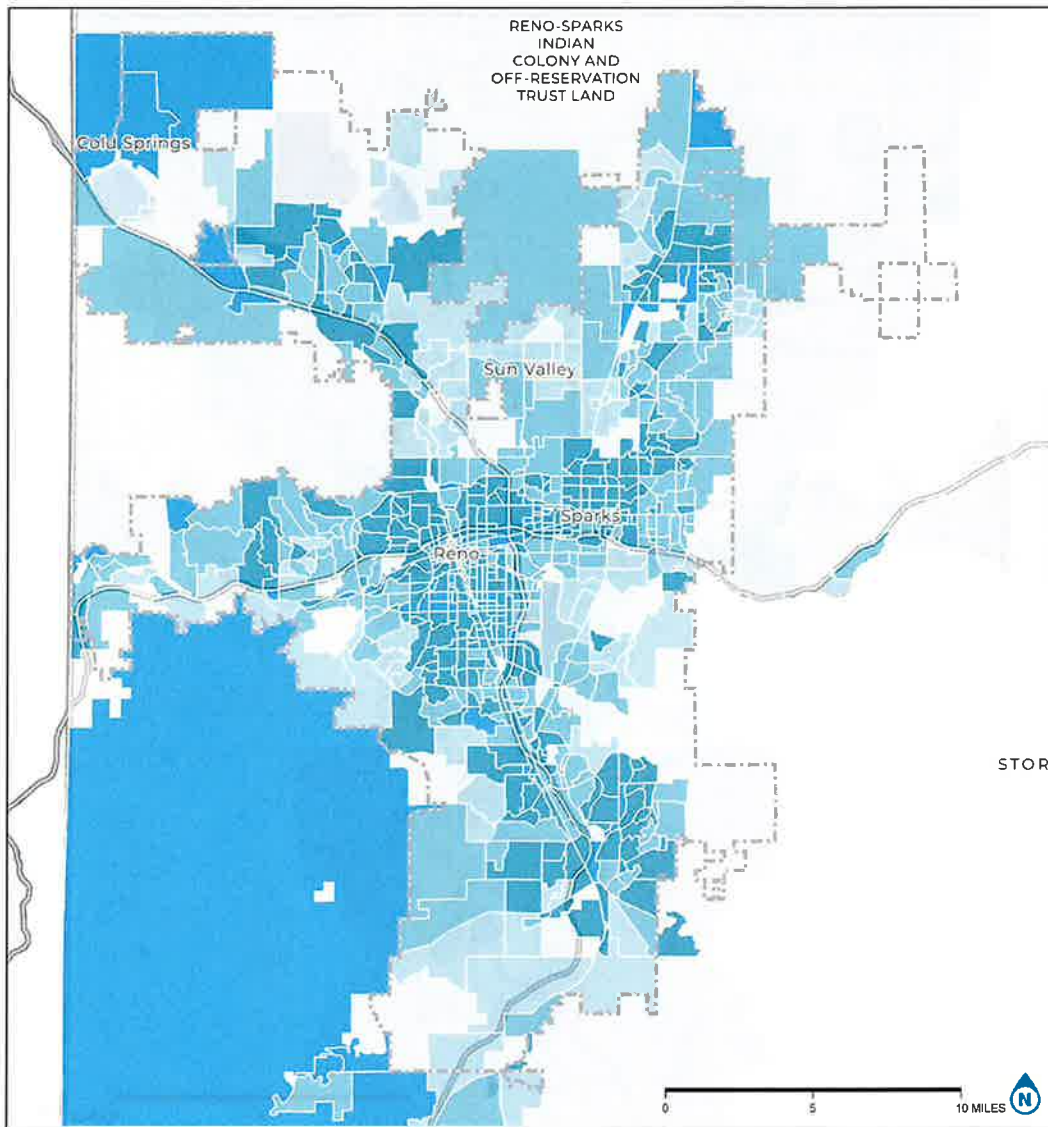 RENO-SPARKS
INDIAN
COLONY AND
OFF-RESERVATION
TRUST LAND
Cold Springs
Sun Valley
Sparks
Reno
STOR
0 5 10 MILES
N